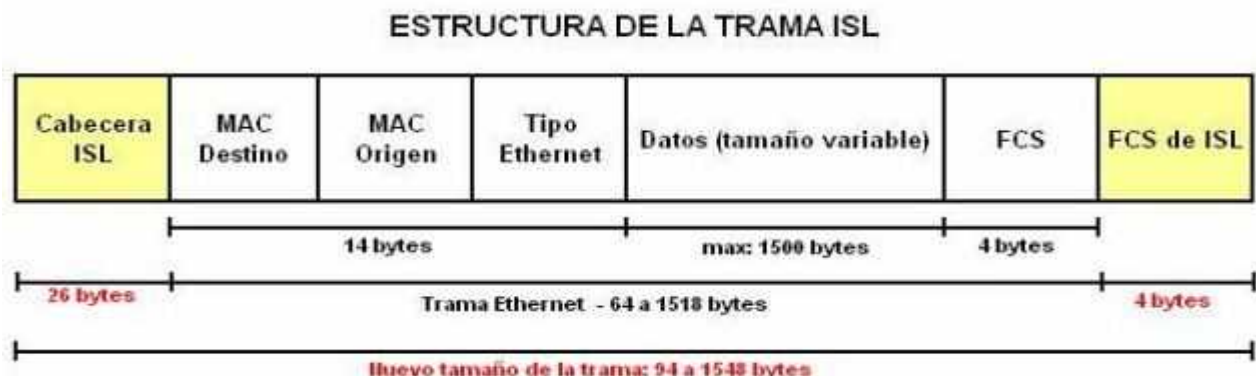 ESTRUCTURA DE LA TRAMA ISL
Cabecera ISL
MAC Destino
MAC Origen
Tipo Ethernet
Datos (tamaño variable)
FCS
FCS de ISL
14 bytes
max: 1500 bytes
4 bytes
26 bytes
Trama Ethernet - 64 a 1518 bytes
4 bytes
Nuevo tamaño de la trama: 94 a 1548 bytes